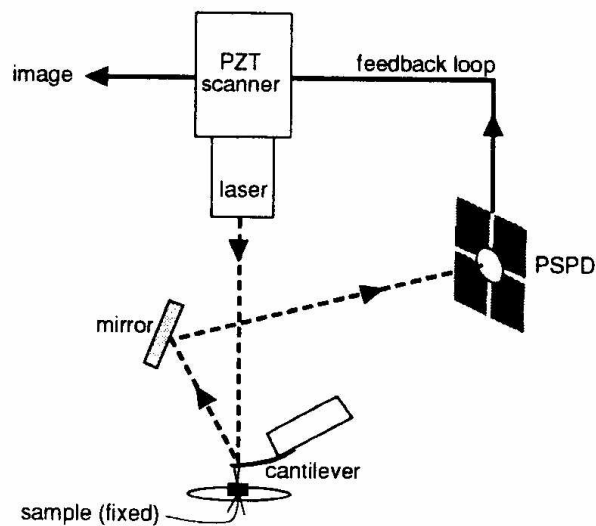 image
PZT
scanner
feedback loop
laser
PSPD
mirror
cantilever
sample (fixed)